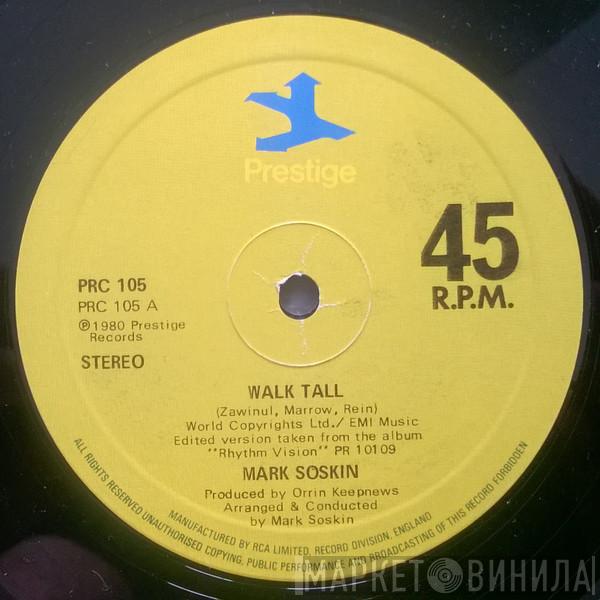 Prestige
45
R.P.M.
PRC 105
PRC 105 A
℗1980 Prestige
Records
STEREO
WALK TALL
(Zawinul, Marrow, Rein)
World Copyrights Ltd./ EMI Music
Edited version taken from the album
"Rhythm Vision" PR 10109
MARK SOSKIN
Produced by Orrin Keepnews
Arranged & Conducted
by Mark Soskin
MANUFACTURED BY RCA LIMITED, RECORD DIVISION, ENGLAND
ALL RIGHTS RESERVED UNAUTHORISED COPYING, PUBLIC PERFORMANCE AND BROADCASTING OF THIS RECORD FORBIDDEN
МАРКЕТ ВИНИЛА